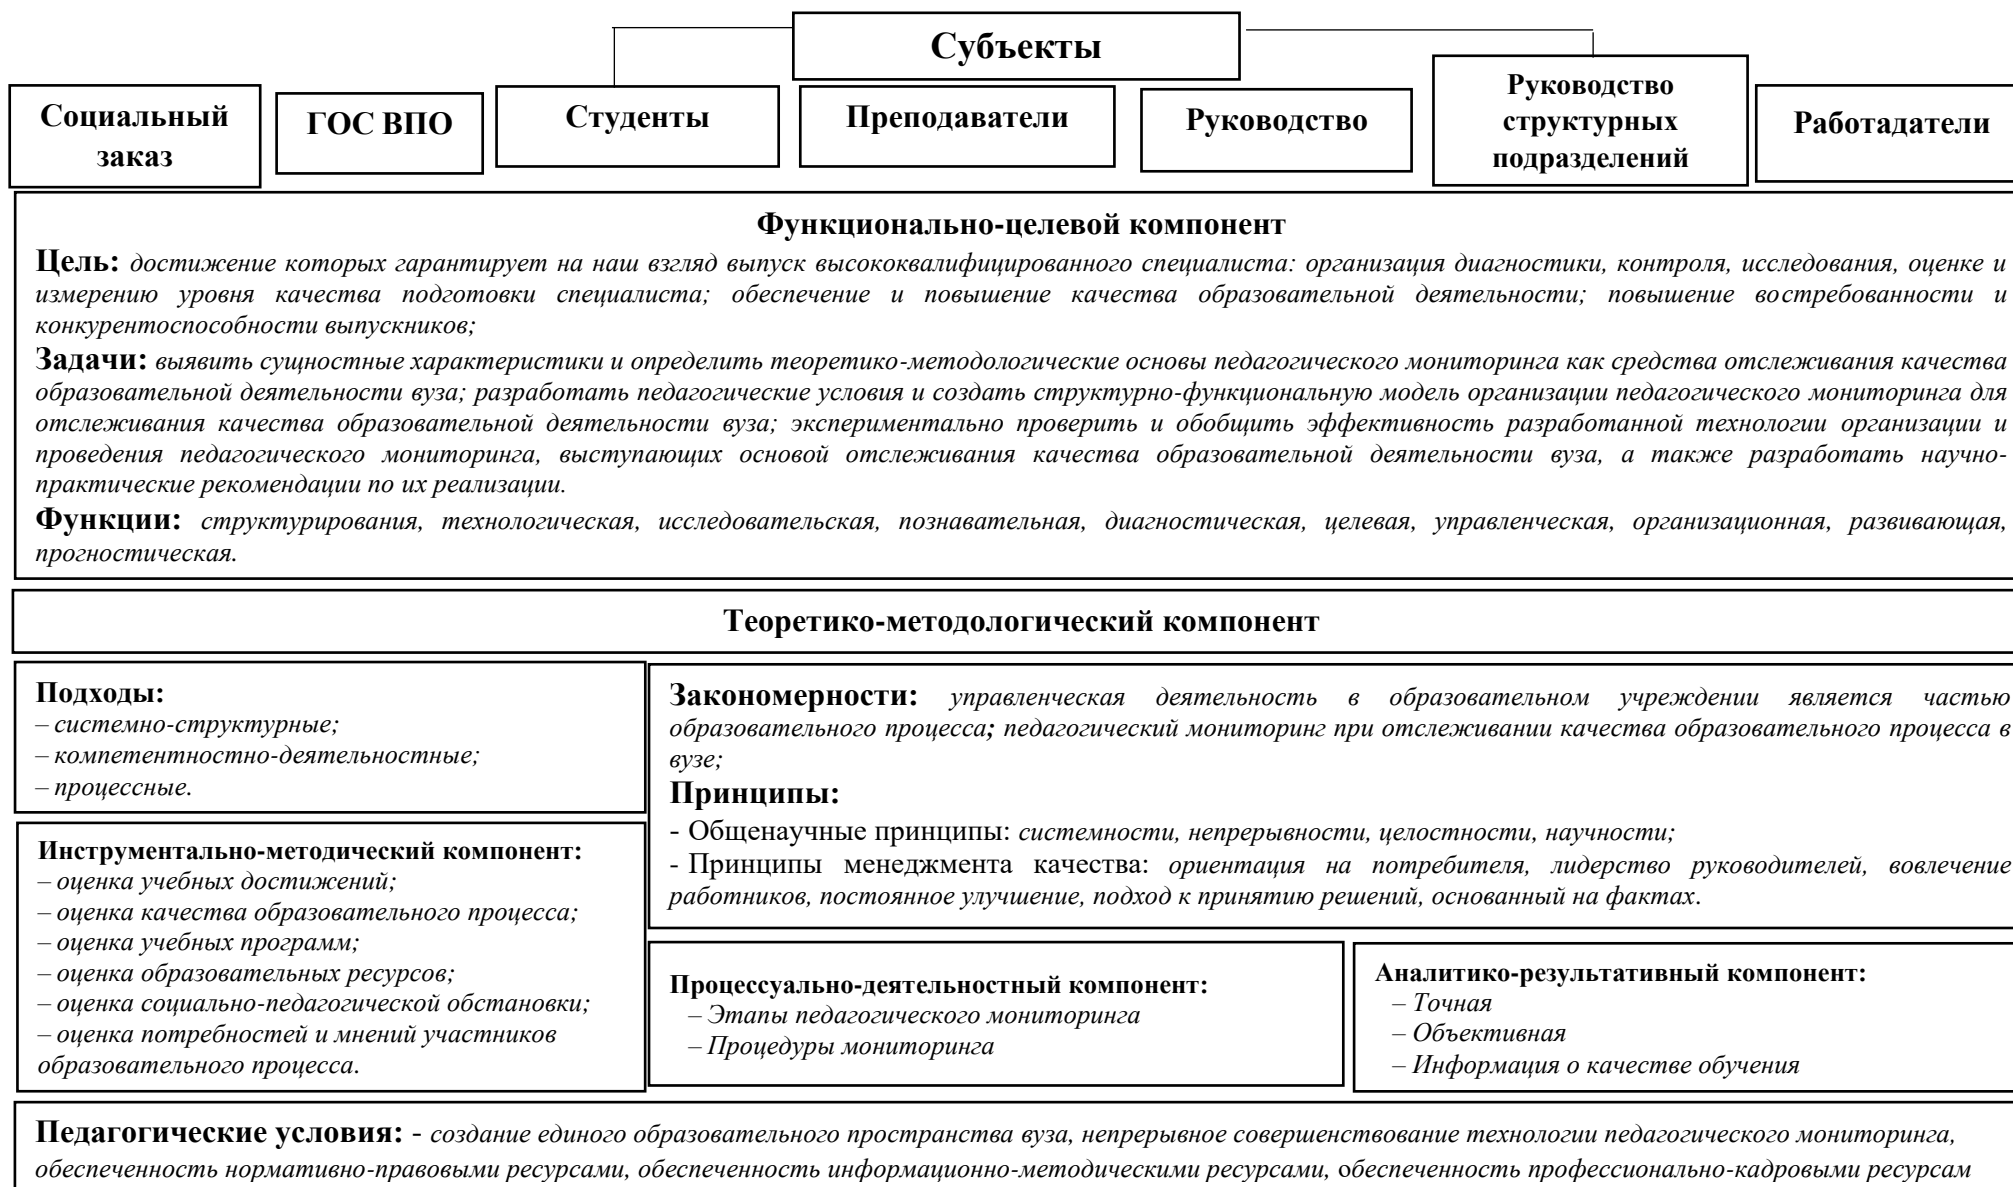 Субъекты
Социальный
заказ
ГОС ВПО
Студенты
Преподаватели
Руководство
Руководство
структурных
подразделений
Работадатели
Функционально-целевой компонент
Цель: достижение которых гарантирует на наш взгляд выпуск высококвалифицированного специалиста: организация диагностики, контроля, исследования, оценке и
измерению уровня качества подготовки специалиста; обеспечение и повышение качества образовательной деятельности; повышение востребованности и
конкурентоспособности выпускников;
Задачи: выявить сущностные характеристики и определить теоретико-методологические основы педагогического мониторинга как средства отслеживания качества
образовательной деятельности вуза; разработать педагогические условия и создать структурно-функциональную модель организации педагогического мониторинга для
отслеживания качества образовательной деятельности вуза; экспериментально проверить и обобщить эффективность разработанной технологии организации и
проведения педагогического мониторинга, выступающих основой отслеживания качества образовательной деятельности вуза, а также разработать научно-
практические рекомендации по их реализации.
Функции: структурирования, технологическая, исследовательская, познавательная, диагностическая, целевая, управленческая, организационная, развивающая,
прогностическая.
Теоретико-методологический компонент
Подходы:
– системно-структурные;
– компетентностно-деятельностные;
– процессные.
Закономерности: управленческая деятельность в образовательном учреждении является частью
образовательного процесса; педагогический мониторинг при отслеживании качества образовательного процесса в
вузе;
Принципы:
- Общенаучные принципы: системности, непрерывности, целостности, научности;
- Принципы менеджмента качества: ориентация на потребителя, лидерство руководителей, вовлечение
работников, постоянное улучшение, подход к принятию решений, основанный на фактах.
Инструментально-методический компонент:
– оценка учебных достижений;
– оценка качества образовательного процесса;
– оценка учебных программ;
– оценка образовательных ресурсов;
– оценка социально-педагогической обстановки;
– оценка потребностей и мнений участников
образовательного процесса.
Процессуально-деятельностный компонент:
– Этапы педагогического мониторинга
– Процедуры мониторинга
Аналитико-результативный компонент:
– Точная
– Объективная
– Информация о качестве обучения
Педагогические условия: - создание единого образовательного пространства вуза, непрерывное совершенствование технологии педагогического мониторинга,
обеспеченность нормативно-правовыми ресурсами, обеспеченность информационно-методическими ресурсами, обеспеченность профессионально-кадровыми ресурсам